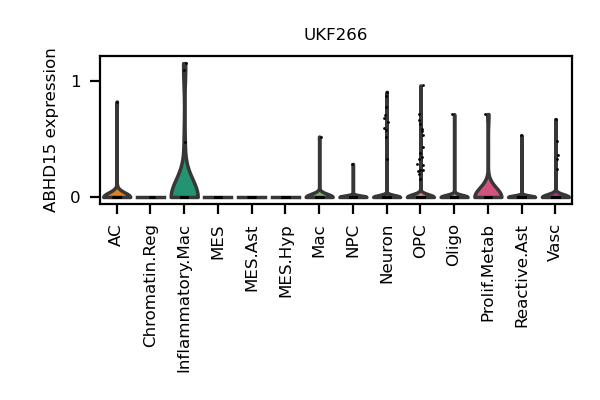 UKF266
ABHD15 expression
1
0
AC
Chromatin.Reg
Inflammatory.Mac
MES
MES.Ast
MES.Hyp
Mac
NPC
Neuron
OPC
Oligo
Prolif.Metab
Reactive.Ast
Vasc